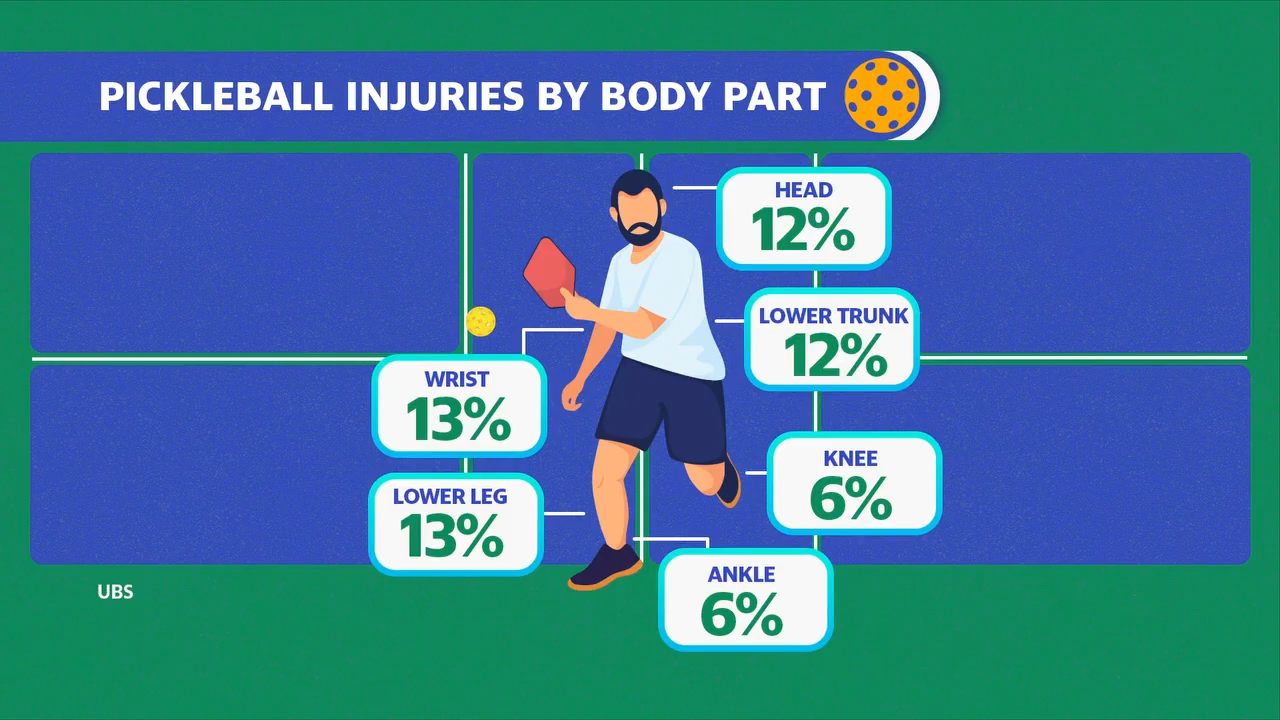 PICKLEBALL INJURIES BY BODY PART
HEAD
12%
LOWER TRUNK
12%
WRIST
13%
KNEE
6%
LOWER LEG
13%
ANKLE
6%
UBS